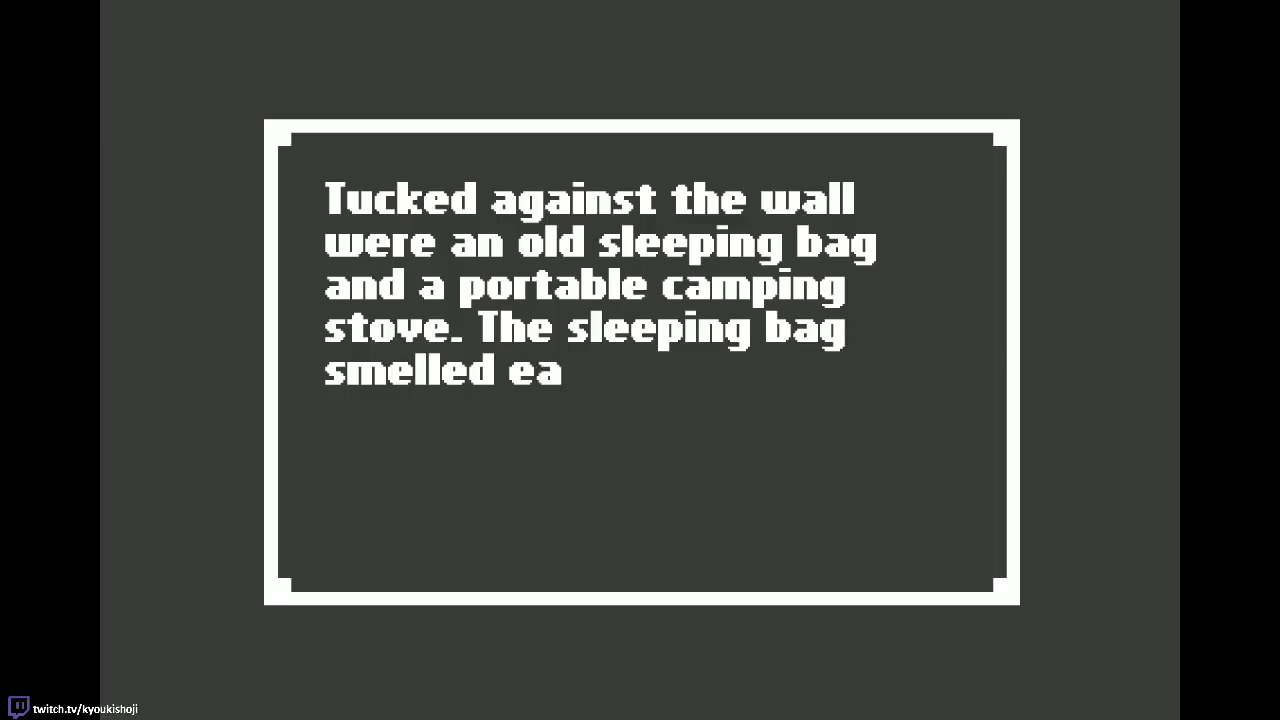 Tucked against the wall
were an old sleeping bag
and a portable camping
stove. The sleeping bag
smelled ea
twitch.tv/kyoukishoji